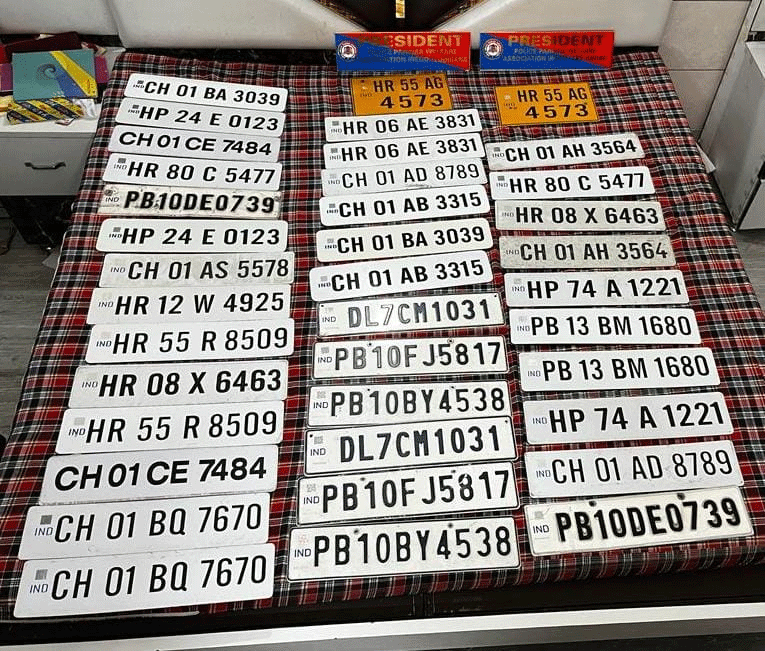 CH 01 BA 3039
HP 24 E 0123
CH 01 CE 7484
IND HR 80 C 5477
IND PB10DE0739
IND HP 24 E 0123
IND CH 01 AS 5578
IND HR 12 W 4925
IND HR 55 R 8509
IND HR 08 X 6463
IND HR 55 R 8509
CH 01 CE 7484
IND CH 01 BQ 7670
IND CH 01 BQ 7670
PRESIDENT
HR 55 AG
IND 4573
IND HR 06 AE 3831
IND HR 06 AE 3831
IND CH 01 AD 8789
IND CH 01 AB 3315
IND CH 01 BA 3039
IND CH 01 AB 3315
IND DL7CM1031
IND PB10FJ5817
IND PB10BY4538
IND DL7CM1031
IND PB10FJ5817
IND PB10BY4538
PRESIDENT
HR 55 AG
IND 4573
IND CH 01 AH 3564
IND HR 80 C 5477
IND HR 08 X 6463
IND CH 01 AH 3564
IND HP 74 A 1221
IND PB 13 BM 1680
IND PB 13 BM 1680
IND HP 74 A 1221
IND CH 01 AD 8789
IND PB10DE0739